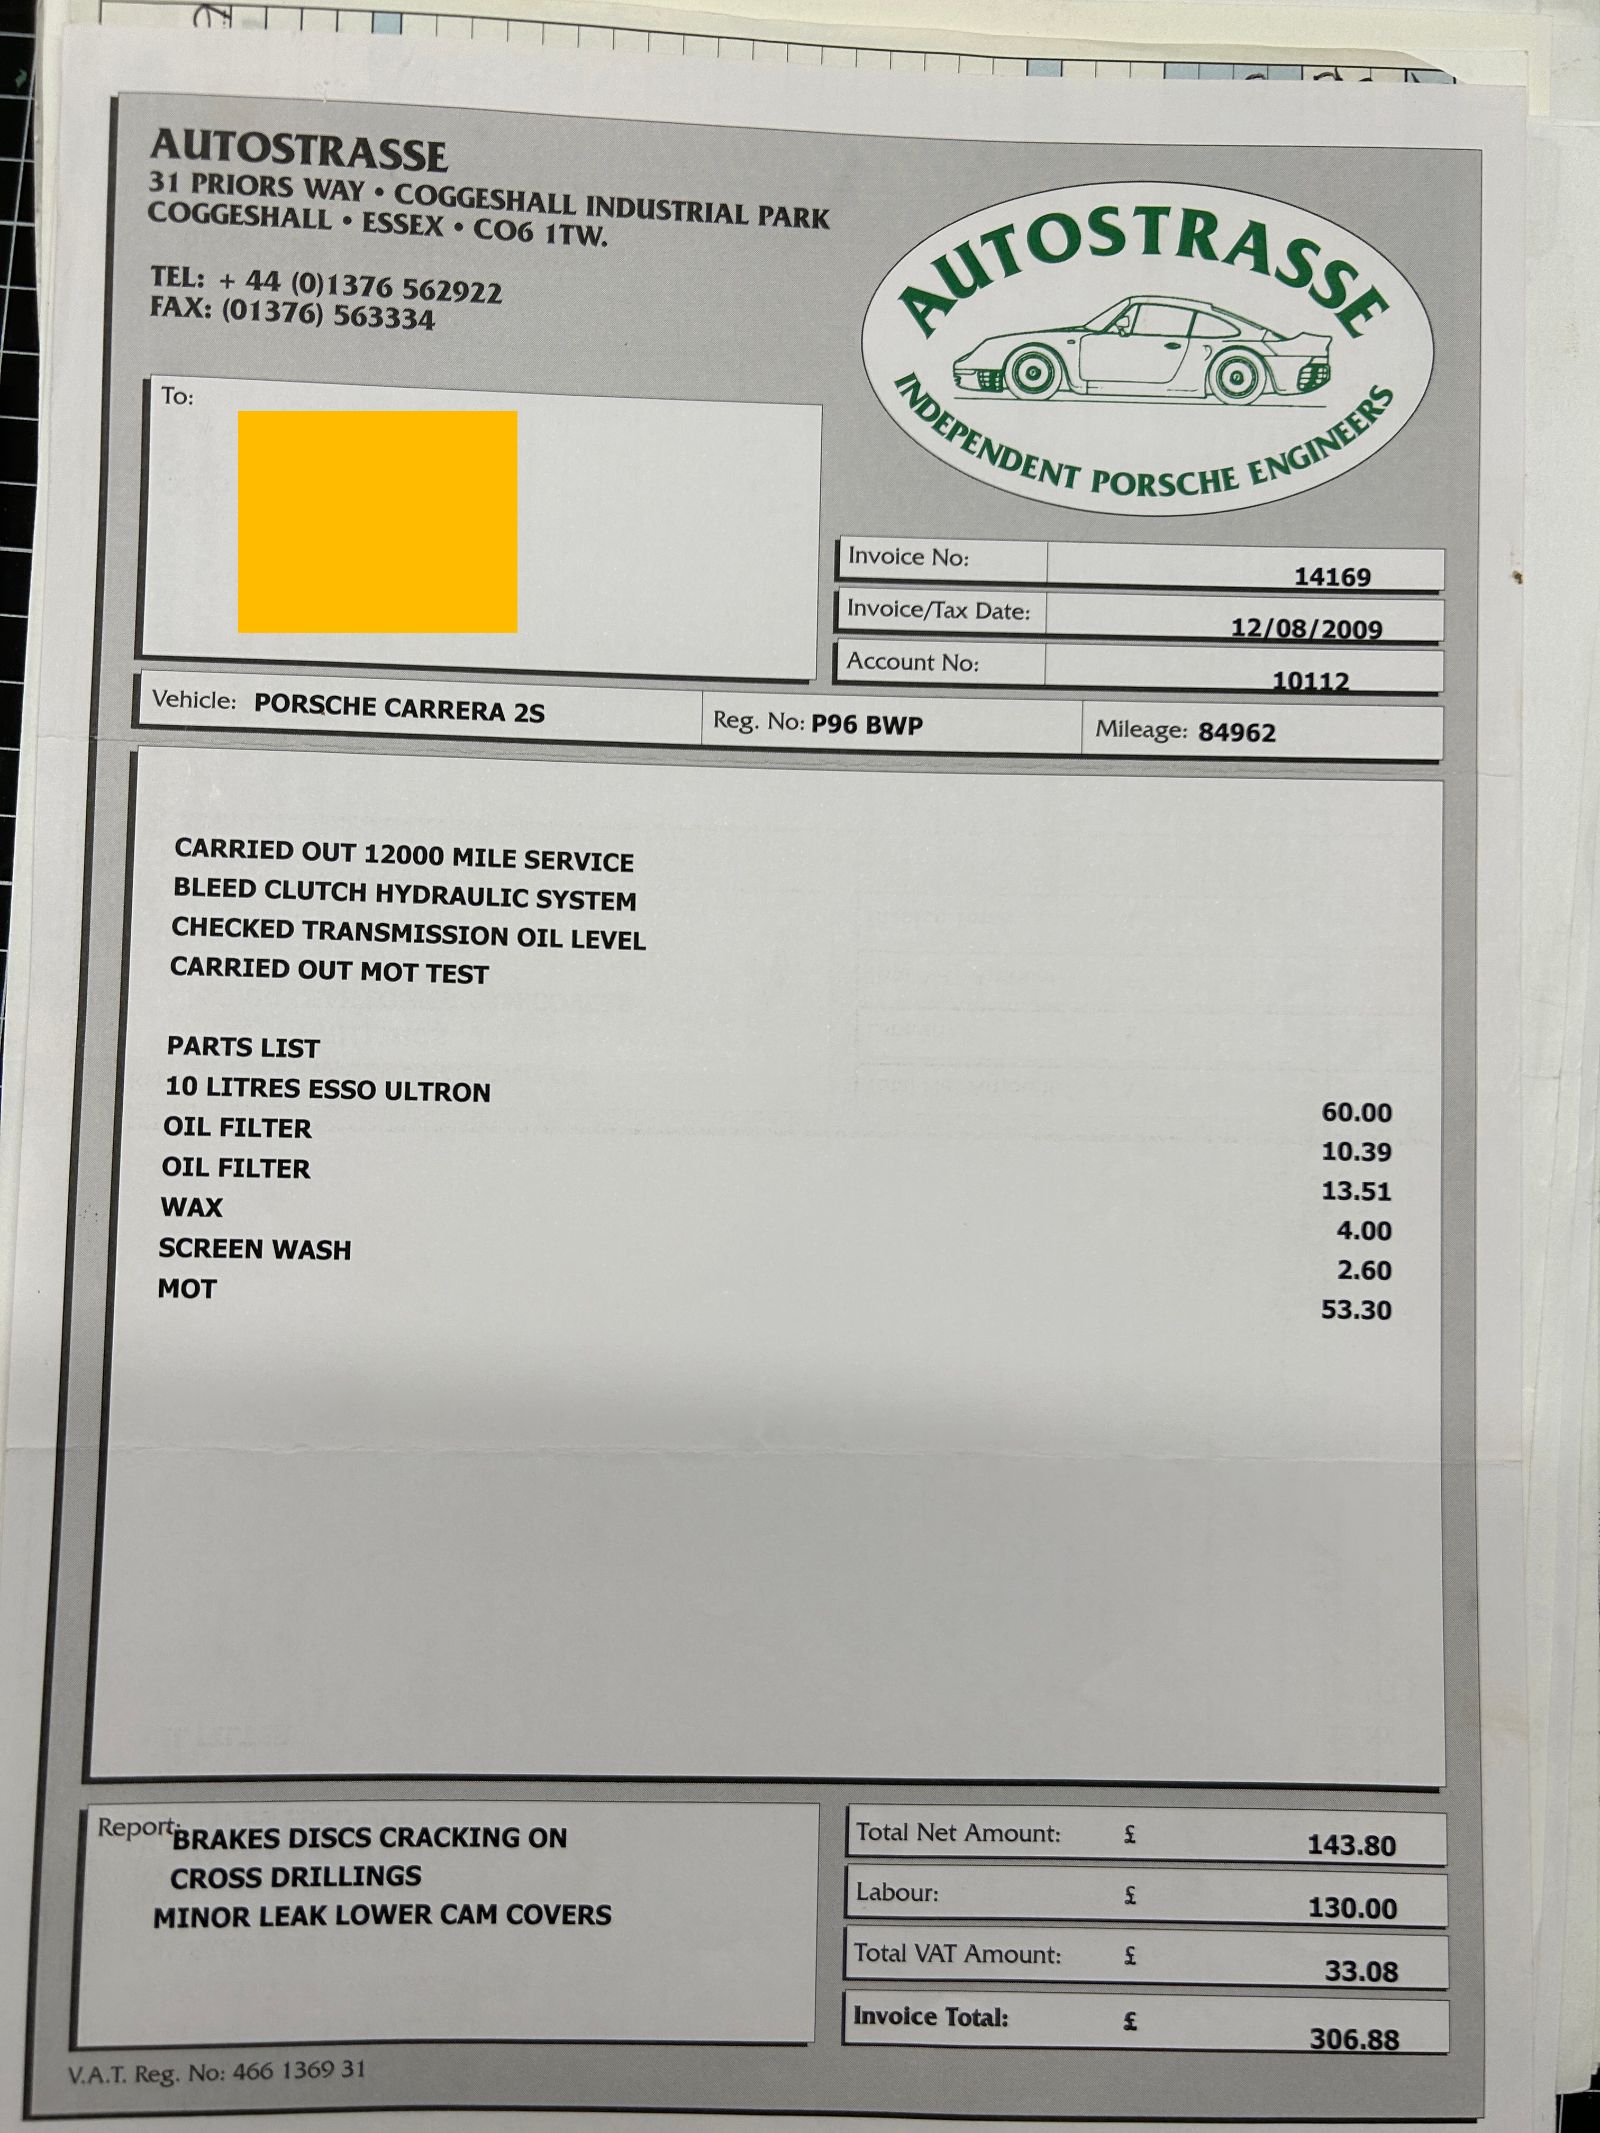 AUTOSTRASSE
31 PRIORS WAY • COGGESHALL INDUSTRIAL PARK
COGGESHALL • ESSEX • CO6 1TW.
TEL: + 44 (0)1376 562922
FAX: (01376) 563334
AUTOSTRASSE
INDEPENDENT PORSCHE ENGINEERS
To:
Invoice No: 14169
Invoice/Tax Date: 12/08/2009
Account No: 10112
Vehicle: PORSCHE CARRERA 2S Reg. No: P96 BWP Mileage: 84962
CARRIED OUT 12000 MILE SERVICE
BLEED CLUTCH HYDRAULIC SYSTEM
CHECKED TRANSMISSION OIL LEVEL
CARRIED OUT MOT TEST
PARTS LIST
10 LITRES ESSO ULTRON 60.00
OIL FILTER 10.39
OIL FILTER 13.51
WAX 4.00
SCREEN WASH 2.60
MOT 53.30
Report: BRAKES DISCS CRACKING ON
CROSS DRILLINGS
MINOR LEAK LOWER CAM COVERS
Total Net Amount: £ 143.80
Labour: £ 130.00
Total VAT Amount: £ 33.08
Invoice Total: £ 306.88
V.A.T. Reg. No: 466 1369 31